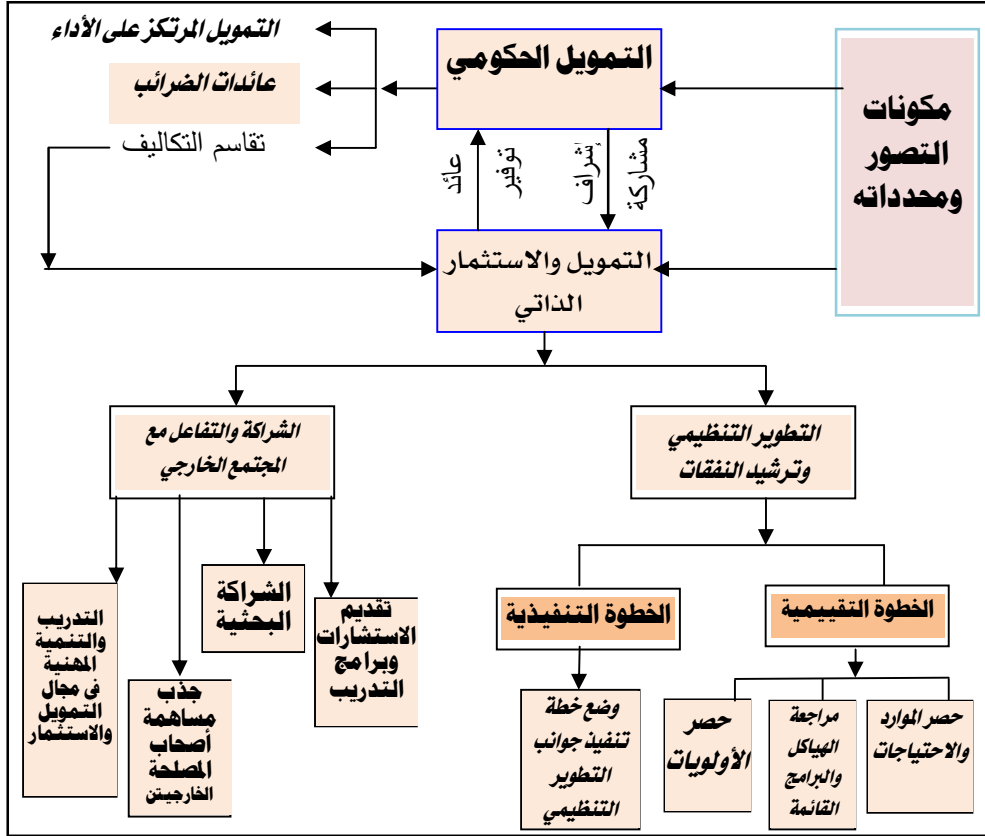 مكونات
التصور
ومحدداته
التمويل الحكومي
التمويل المرتكز على الأداء
عائدات الضرائب
تقاسم التكاليف
مشاركة
إشراف
توفير
عائد
التمويل والاستثمار
الذاتي
التطوير التنظيمي
وترشيد النفقات
الشراكة والتفاعل مع
المجتمع الخارجي
الخطوة التقييمية
الخطوة التنفيذية
حصر الموارد
والاحتياجات
مراجعة
الهياكل
والبرامج
القائمة
حصر
الأولويات
وضع خطة
تنفيذ جوانب
التطوير
التنظيمي
تقديم
الاستشارات
وبرامج
التدريب
الشراكة
البحثية
جذب
مساهمة
أصحاب
المصلحة
الخارجيتن
التدريب
والتنمية
المهنية
فى مجال
التمويل
والاستثمار